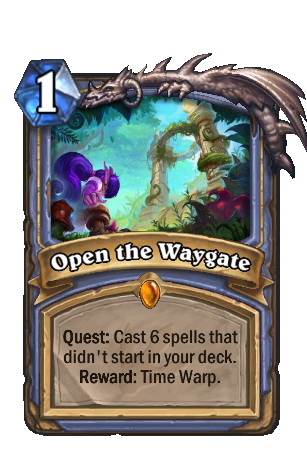 1
Open the Waygate
Quest: Cast 6 spells that
didn't start in your deck.
Reward: Time Warp.